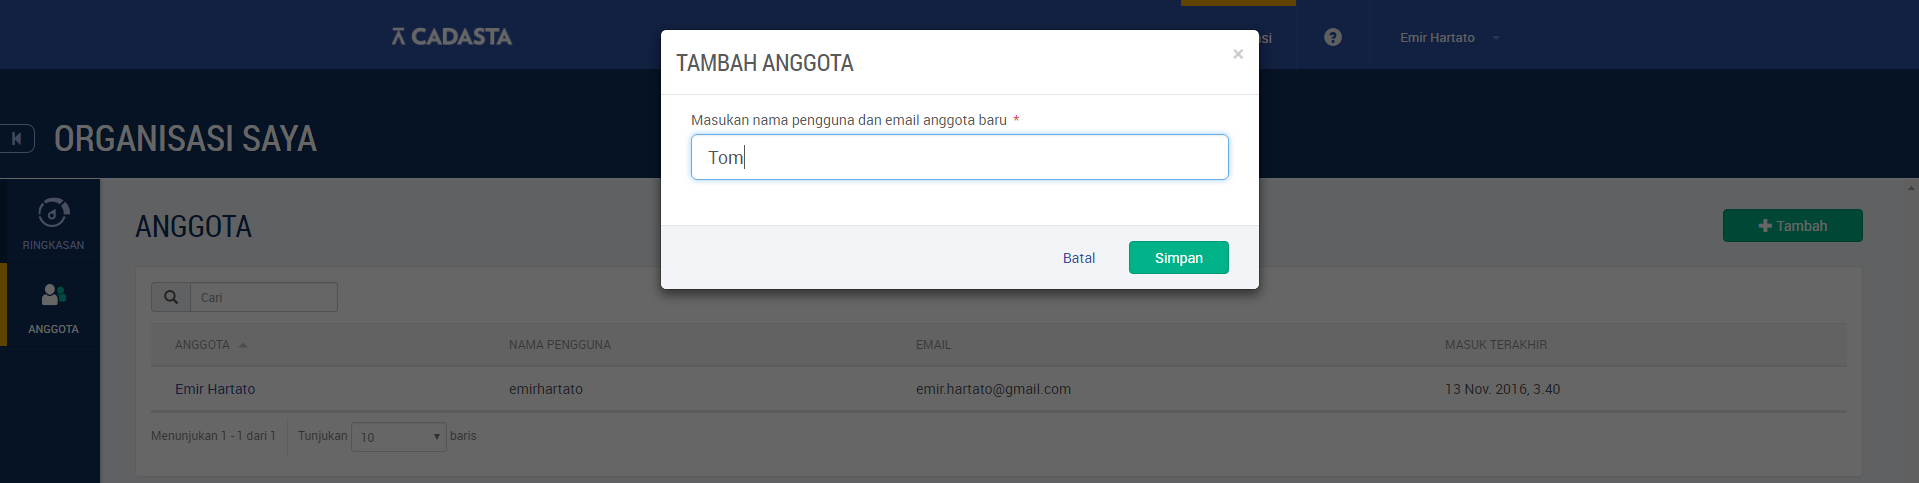 CADASTA
si
Emir Hartato
TAMBAH ANGGOTA
×
Masukan nama pengguna dan email anggota baru *
Tom
Batal
Simpan
ORGANISASI SAYA
RINGKASAN
ANGGOTA
ANGGOTA
Tambah
Cari
ANGGOTA NAMA PENGGUNA EMAIL MASUK TERAKHIR
Emir Hartato emirhartato emir.hartato@gmail.com 13 Nov. 2016, 3.40
Menunjukan 1 - 1 dari 1 Tunjukan 10 baris